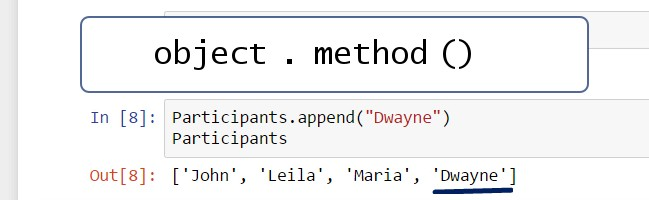 object . method ()
In [8]: Participants.append("Dwayne")
Participants
Out[8]: ['John', 'Leila', 'Maria', 'Dwayne']